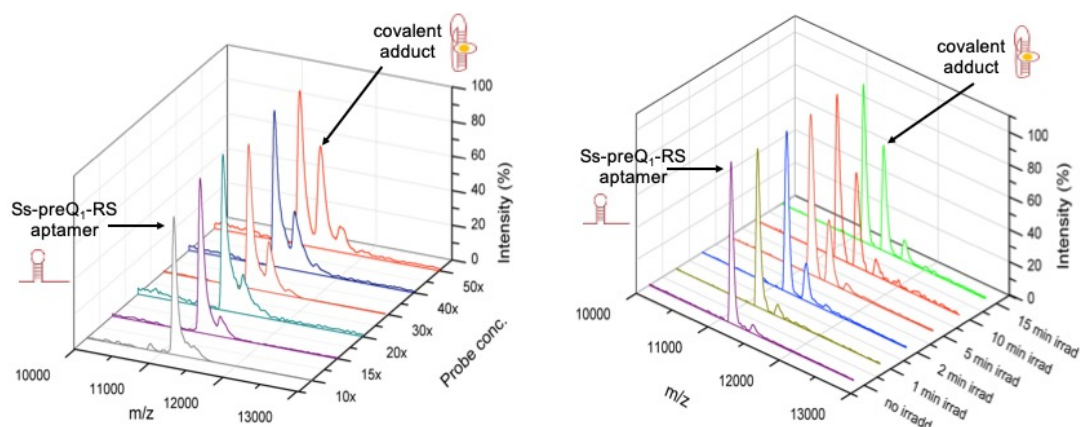 covalent
adduct
Ss-preQ₁-RS
aptamer
100
80
60
40
20
0
Intensity (%)
50x
40x
30x
20x
15x
10x
Probe conc.
10000
11000
12000
13000
m/z
covalent
adduct
Ss-preQ₁-RS
aptamer
100
80
60
40
20
0
Intensity (%)
15 min irrad
10 min irrad
5 min irrad
2 min irrad
1 min irrad
no irradd
10000
11000
12000
13000
m/z